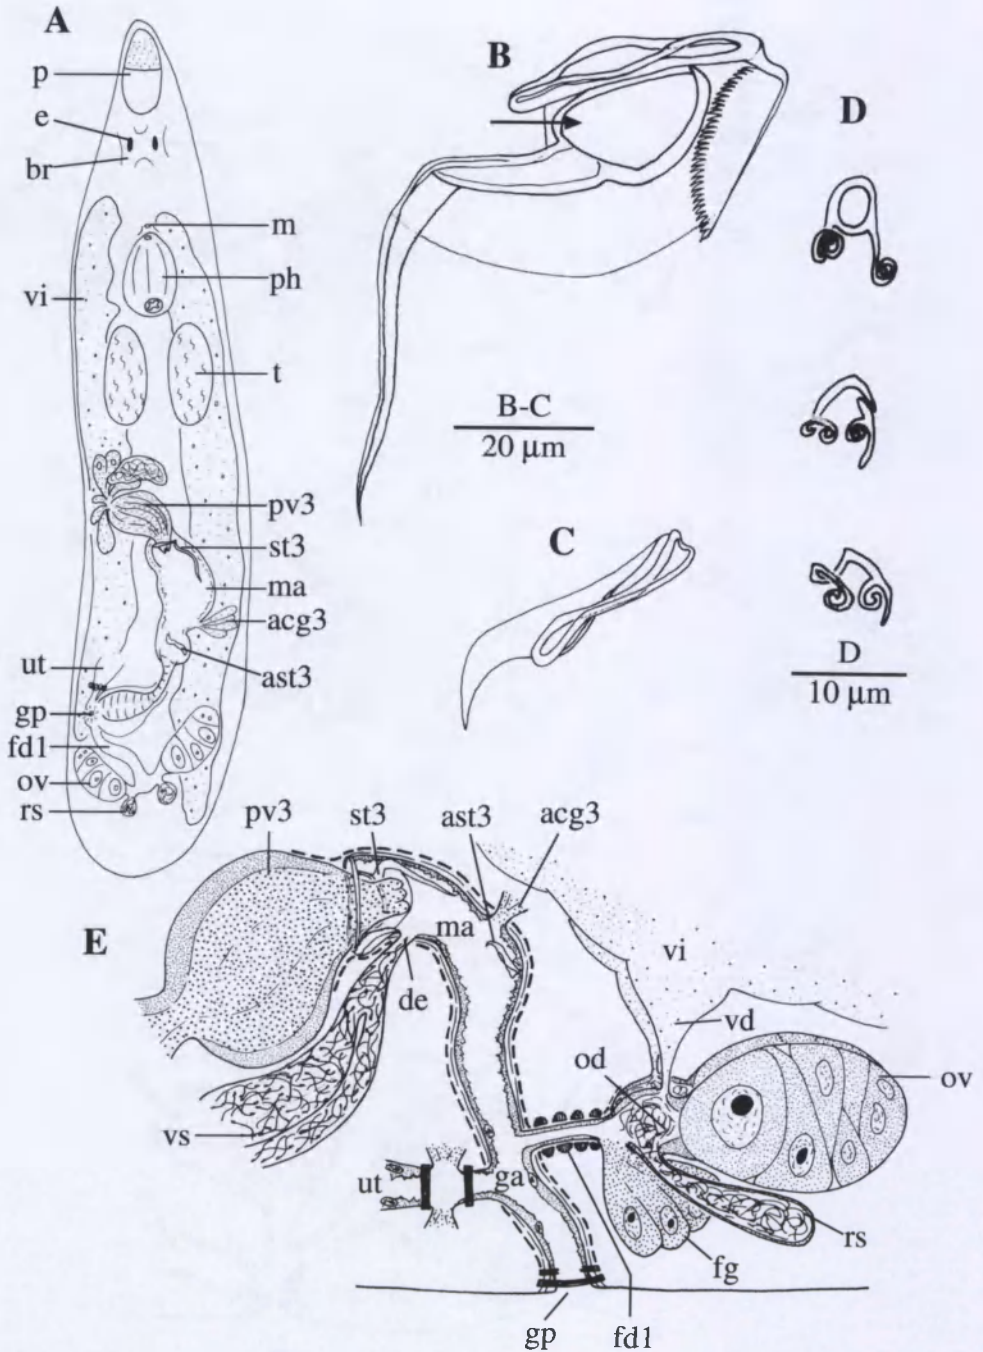 A
p
e
br
m
ph
vi
t
pv3
st3
ma
acg3
ut
ast3
gp
fd1
ov
rs
B
B-C
20 µm
C
D
D
10 µm
pv3
st3
ast3
acg3
E
ma
vi
de
vd
od
ov
vs
ut
ga
rs
fg
gp
fd1